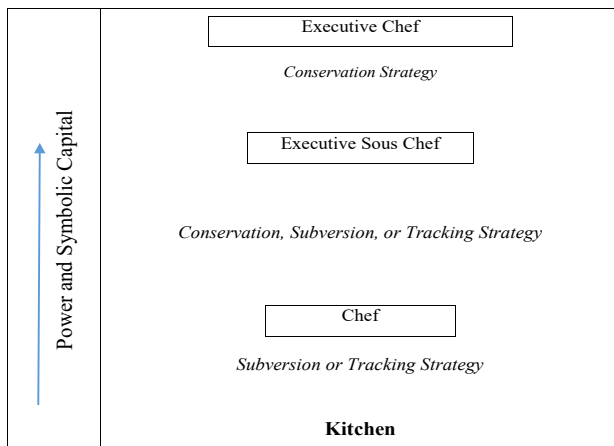 Executive Chef
Conservation Strategy
Power and Symbolic Capital
Executive Sous Chef
Conservation, Subversion, or Tracking Strategy
Chef
Subversion or Tracking Strategy
Kitchen